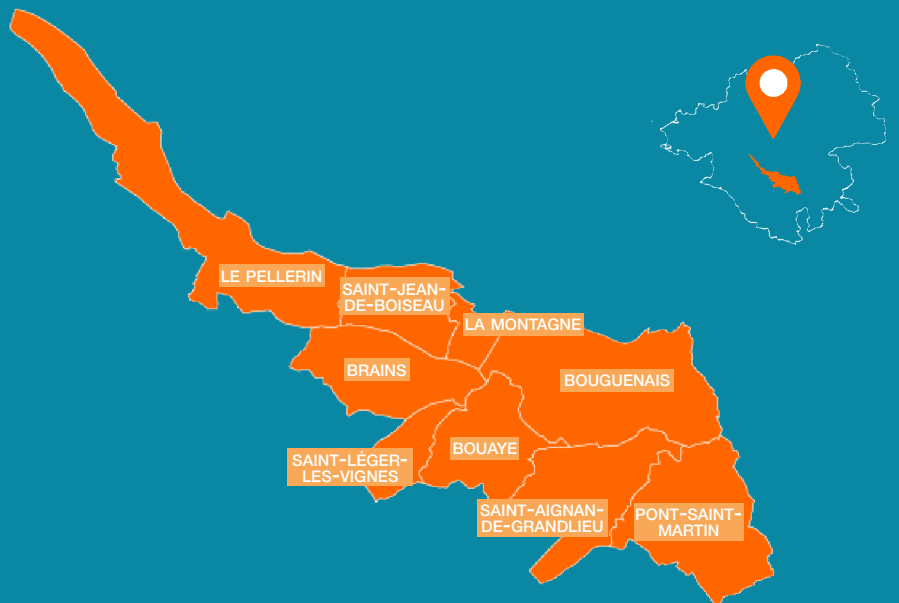 LE PELLERIN
SAINT-JEAN-
DE-BOISEAU
LA MONTAGNE
BRAINS
BOUGUENAIS
BOUAYE
SAINT-LÉGER-
LES-VIGNES
SAINT-AIGNAN-
DE-GRANDLIEU
PONT-SAINT-
MARTIN